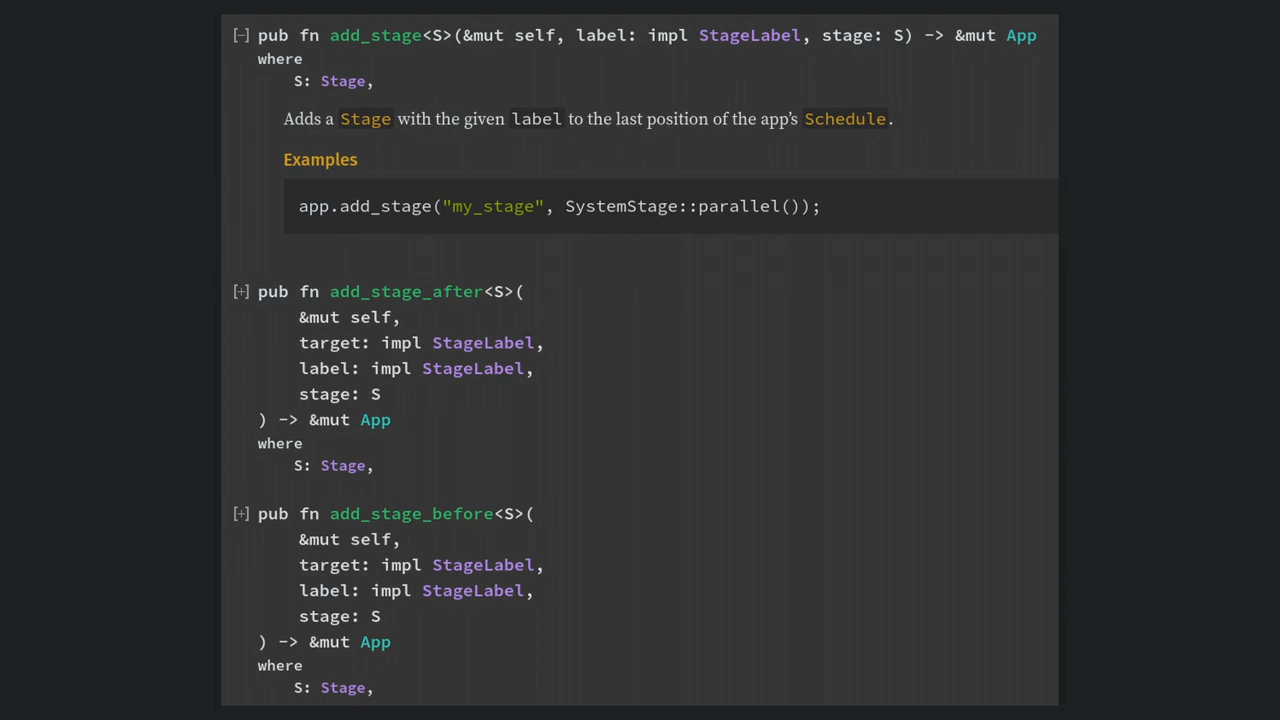 [−] pub fn add_stage<S>(&mut self, label: impl StageLabel, stage: S) -> &mut App
where
S: Stage,
Adds a Stage with the given label to the last position of the app’s Schedule.
Examples
app.add_stage("my_stage", SystemStage::parallel());
[+] pub fn add_stage_after<S>(
&mut self,
target: impl StageLabel,
label: impl StageLabel,
stage: S
) -> &mut App
where
S: Stage,
[+] pub fn add_stage_before<S>(
&mut self,
target: impl StageLabel,
label: impl StageLabel,
stage: S
) -> &mut App
where
S: Stage,